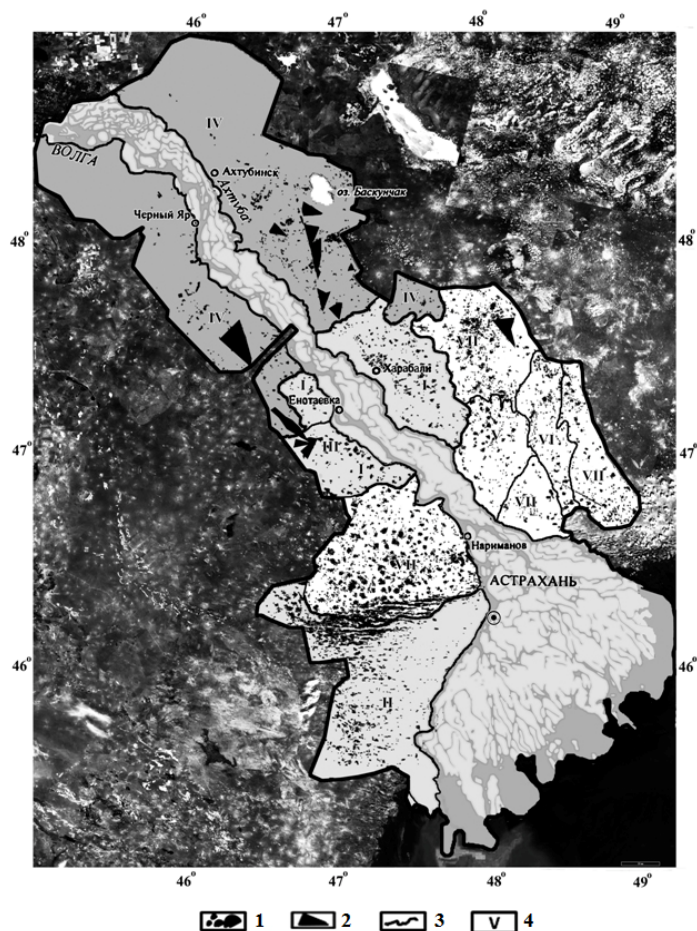 46° 47° 48° 49°
IV
ВОЛГА
Ахтубинск
Ахтуба
оз. Баскунчак
Черный Яр
48° 48°
IV
IV
VII
Харабали
I
I
Енотаевка
V
VI
47° 47°
III
I
VII
VII
Нариманов
VII
АСТРАХАНЬ
46° 46°
II
46° 47° 48° 49°
1 2 3 V 4